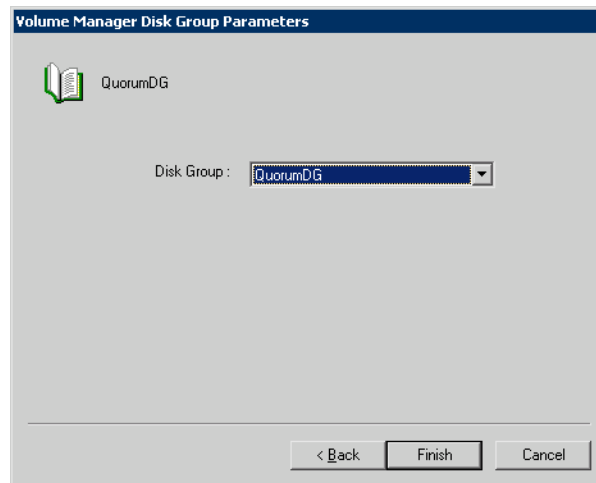 Volume Manager Disk Group Parameters
QuorumDG
Disk Group : QuorumDG
< Back Finish Cancel